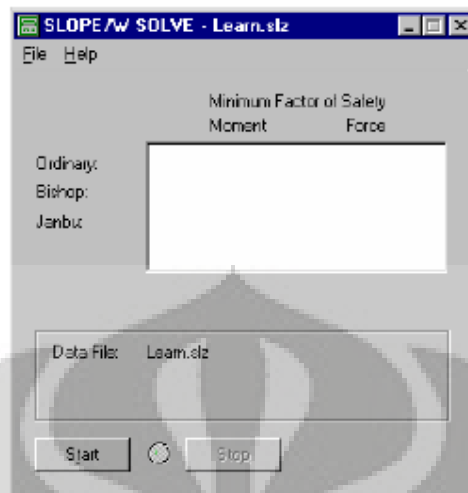 SLOPE/W SOLVE - Learn.slz
File Help
Minimum Factor of Safety
Moment Force
Ordinary:
Bishop:
Janbu:
Data File: Learn.slz
Start Stop